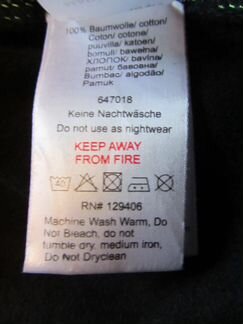 100% Baumwolle/ cotton/
Coton/ cotone/
puuvilla/ katoen/
bomull/ bawełna/
ХЛОПОК/ bavlna/
pamut/ бавовна/
Bumbac/ algodão/
Pamuk
647018
Keine Nachtwäsche
Do not use as nightwear
KEEP AWAY
FROM FIRE
40
RN# 129406
Machine Wash Warm, Do
Not Bleach, do not
tumble dry, medium iron,
Do Not Dryclean